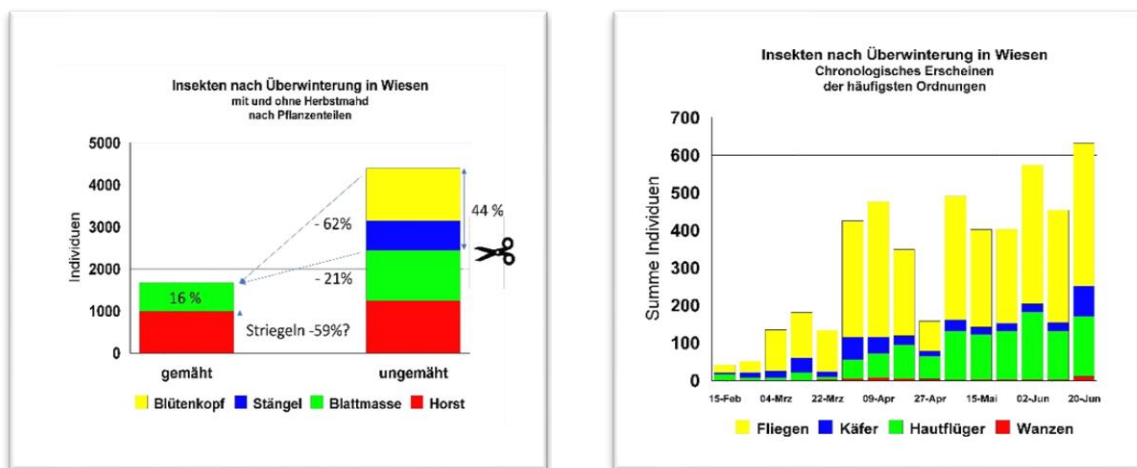 Insekten nach Überwinterung in Wiesen
mit und ohne Herbstmahd
nach Pflanzenteilen
5000
4000
3000
2000
1000
0
Individuen
- 62%
44 %
- 21%
16 %
Striegeln -59%?
gemäht
ungemäht
Blütenkopf Stängel Blattmasse Horst
Insekten nach Überwinterung in Wiesen
Chronologisches Erscheinen
der häufigsten Ordnungen
700
600
500
400
300
200
100
0
Summe Individuen
15-Feb 04-Mrz 22-Mrz 09-Apr 27-Apr 15-Mai 02-Jun 20-Jun
Fliegen Käfer Hautflüger Wanzen